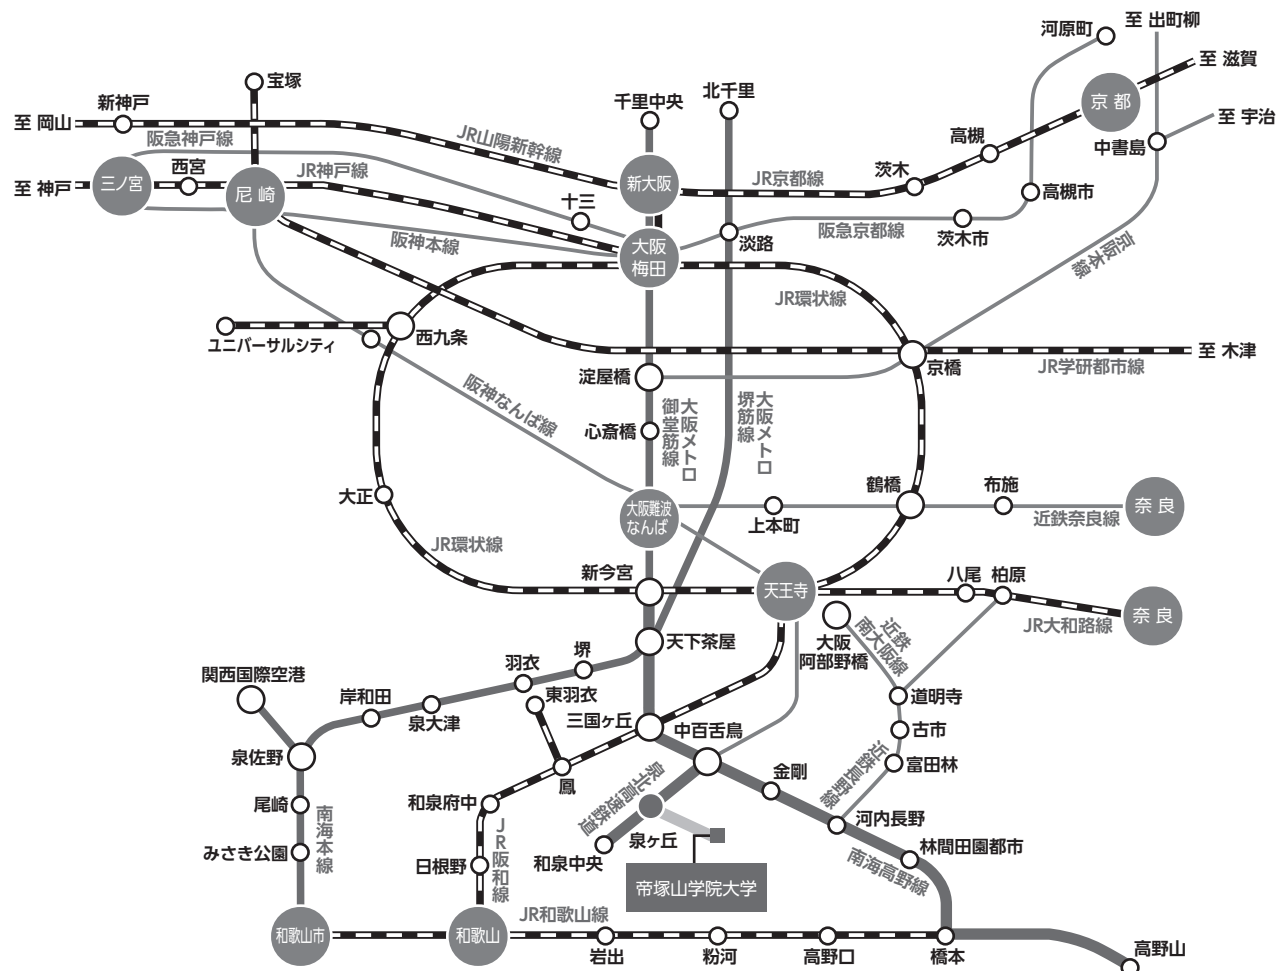 河原町
至 出町柳
至 滋賀
京 都
至 宇治
中書島
宝塚
新神戸
至 岡山
阪急神戸線
JR山陽新幹線
千里中央
北千里
高槻
茨木
西宮
JR神戸線
三ノ宮
至 神戸
尼 崎
新大阪
JR京都線
高槻市
十三
阪神本線
大阪
梅田
淡路
阪急京都線
茨木市
京阪本線
JR環状線
ユニバーサルシティ
西九条
京橋
至 木津
JR学研都市線
淀屋橋
阪神なんば線
大阪メトロ
御堂筋線
大阪メトロ
堺筋線
心斎橋
大正
大阪難波
なんば
上本町
鶴橋
布施
近鉄奈良線
奈 良
JR環状線
新今宮
天王寺
八尾
柏原
奈 良
JR大和路線
大阪
阿部野橋
近鉄
南大阪線
天下茶屋
堺
羽衣
関西国際空港
岸和田
泉大津
東羽衣
三国ヶ丘
中百舌鳥
道明寺
古市
富田林
近鉄長野線
泉佐野
鳳
金剛
泉北高速鉄道
尾崎
和泉府中
河内長野
南海本線
JR阪和線
みさき公園
日根野
和泉中央
泉ヶ丘
林間田園都市
南海高野線
帝塚山学院大学
和歌山市
和歌山
JR和歌山線
岩出
粉河
高野口
橋本
高野山